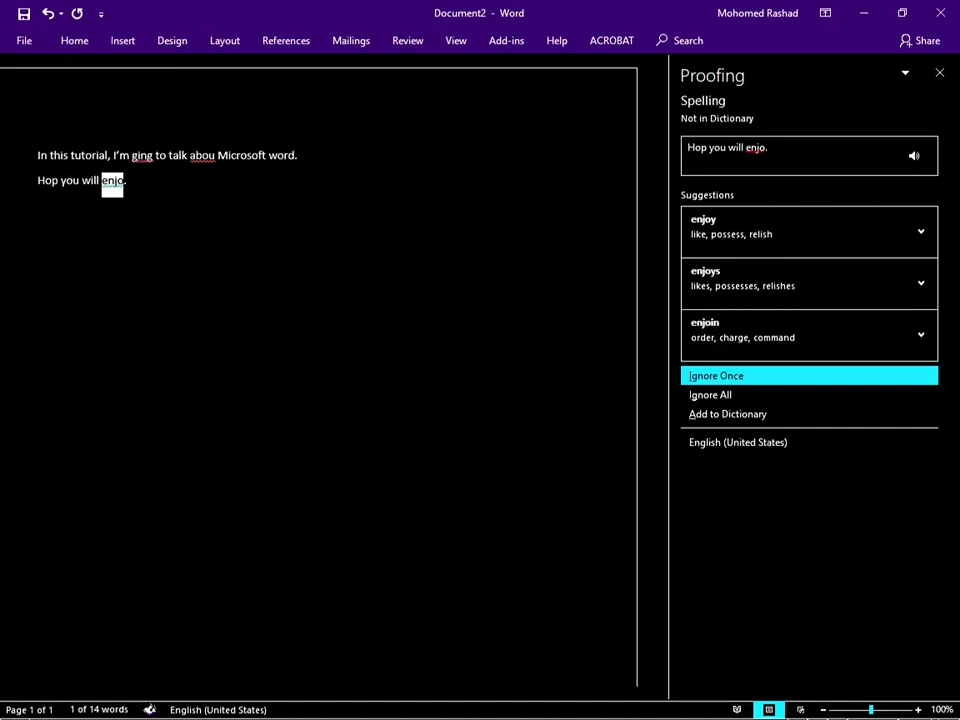 Document2 - Word
Mohomed Rashad
File Home Insert Design Layout References Mailings Review View Add-ins Help ACROBAT Search Share
In this tutorial, I'm ging to talk abou Microsoft word.
Hop you will enjo.
Proofing
Spelling
Not in Dictionary
Hop you will enjo.
Suggestions
enjoy
like, possess, relish
enjoys
likes, possesses, relishes
enjoin
order, charge, command
Ignore Once
Ignore All
Add to Dictionary
English (United States)
Page 1 of 1 1 of 14 words English (United States) 100%